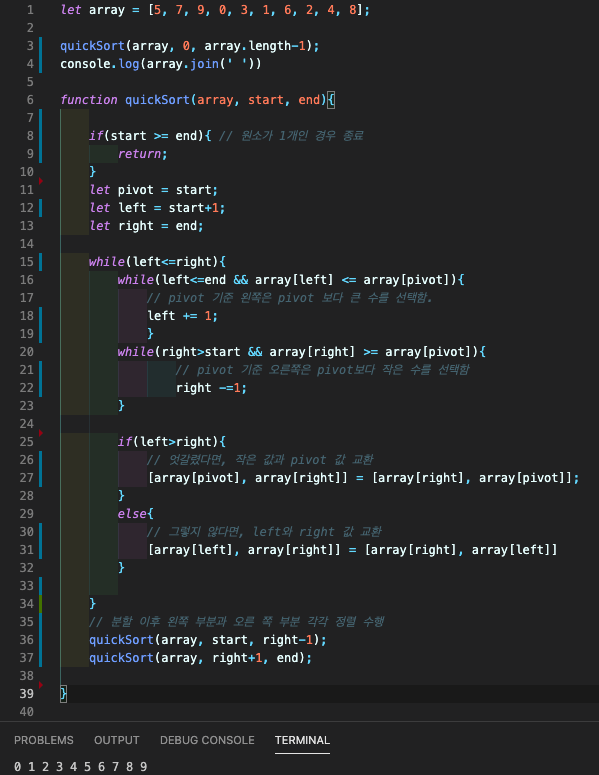 1 let array = [5, 7, 9, 0, 3, 1, 6, 2, 4, 8];
2
3 quickSort(array, 0, array.length-1);
4 console.log(array.join(' '))
5
6 function quickSort(array, start, end){
7
8     if(start >= end){ // 원소가 1개인 경우 종료
9         return;
10     }
11     let pivot = start;
12     let left = start+1;
13     let right = end;
14
15     while(left<=right){
16         while(left<=end && array[left] <= array[pivot]){
17             // pivot 기준 왼쪽은 pivot 보다 큰 수를 선택함.
18             left += 1;
19             }
20         while(right>start && array[right] >= array[pivot]){
21                 // pivot 기준 오른쪽은 pivot보다 작은 수를 선택함
22                 right -=1;
23         }
24
25         if(left>right){
26             // 엇갈렸다면, 작은 값과 pivot 값 교환
27             [array[pivot], array[right]] = [array[right], array[pivot]];
28         }
29         else{
30             // 그렇지 않다면, left와 right 값 교환
31             [array[left], array[right]] = [array[right], array[left]]
32         }
33
34     }
35     // 분할 이후 왼쪽 부분과 오른 쪽 부분 각각 정렬 수행
36     quickSort(array, start, right-1);
37     quickSort(array, right+1, end);
38
39 }
40
PROBLEMS OUTPUT DEBUG CONSOLE TERMINAL
0 1 2 3 4 5 6 7 8 9